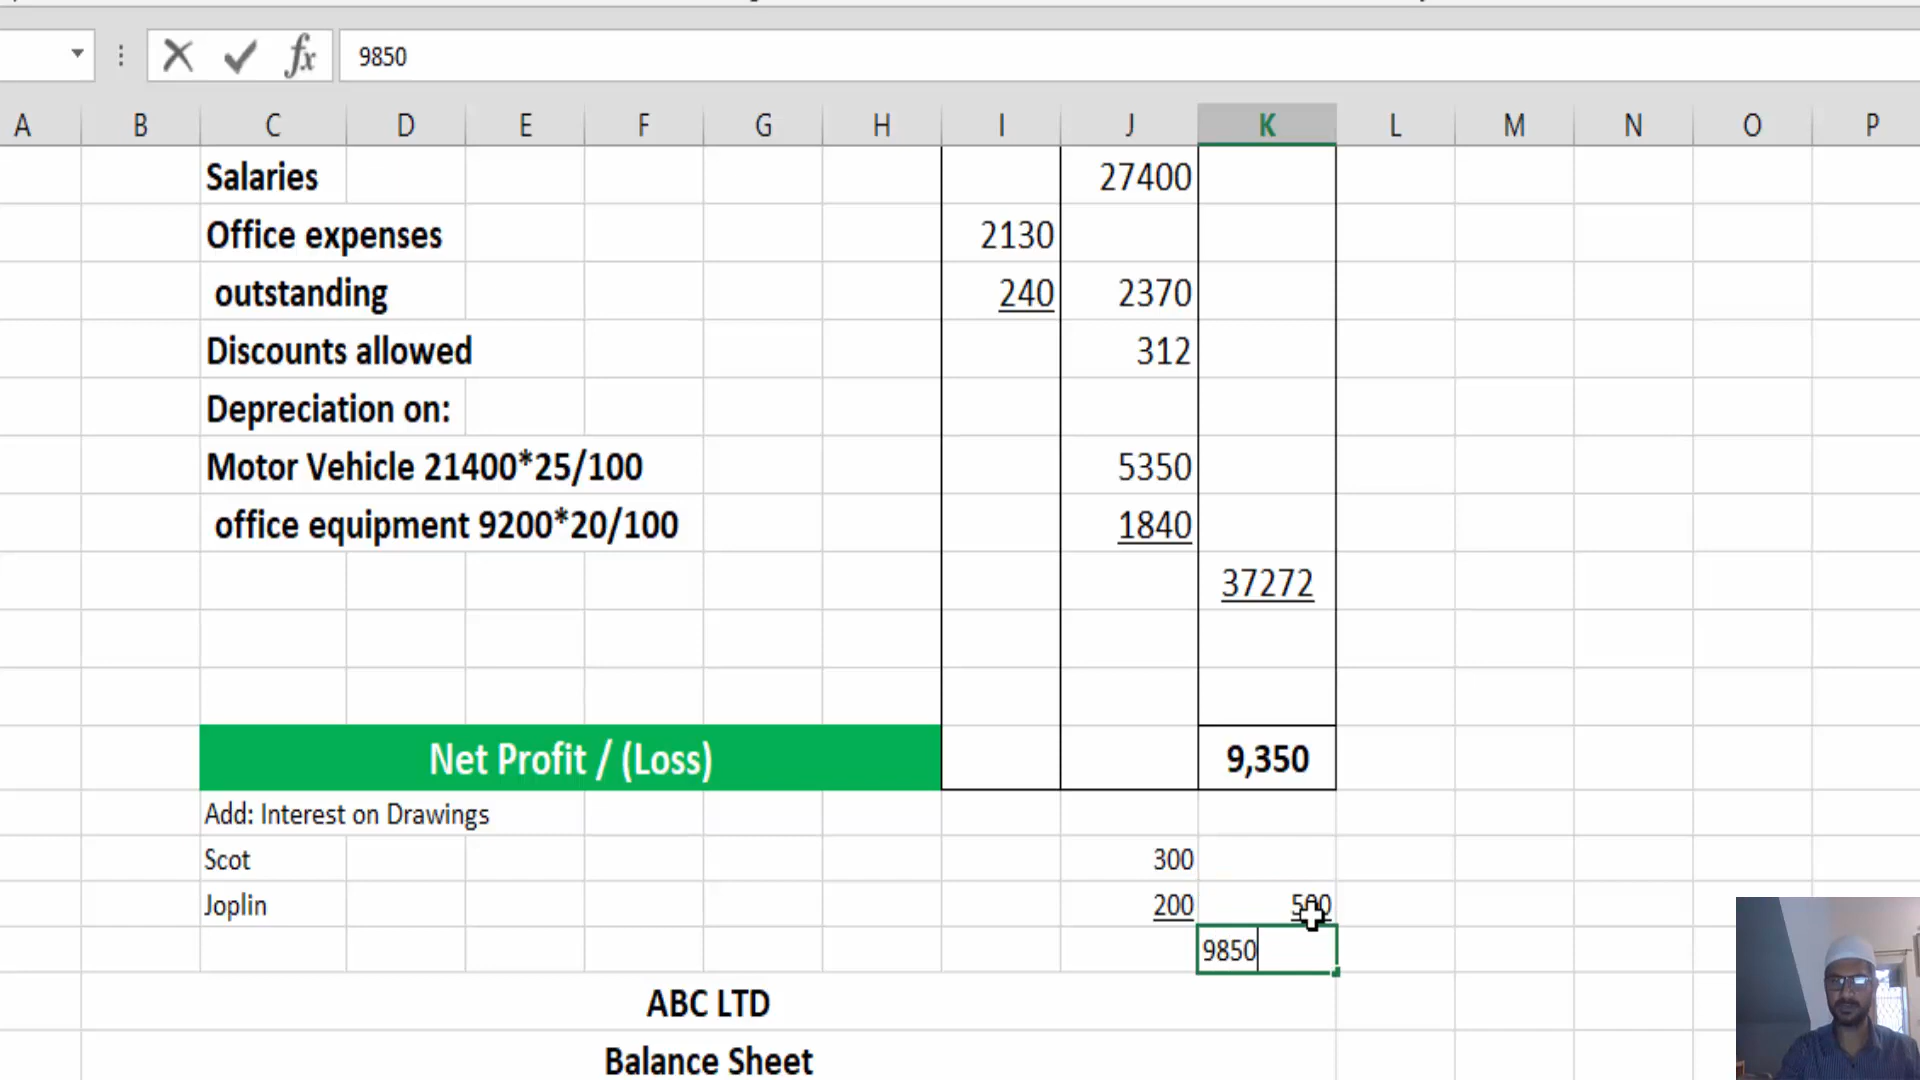 9850
A B C D E F G H I J K L M N O P
Salaries 27400
Office expenses 2130
outstanding 240 2370
Discounts allowed 312
Depreciation on:
Motor Vehicle 21400*25/100 5350
office equipment 9200*20/100 1840
37272
Net Profit / (Loss) 9,350
Add: Interest on Drawings
Scot 300
Joplin 200 500
9850
ABC LTD
Balance Sheet